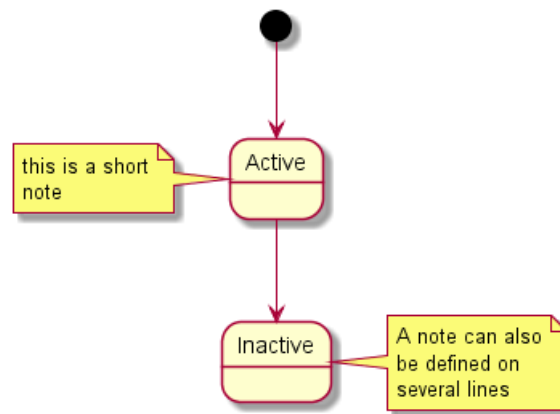 Active
this is a short
note
Inactive
A note can also
be defined on
several lines